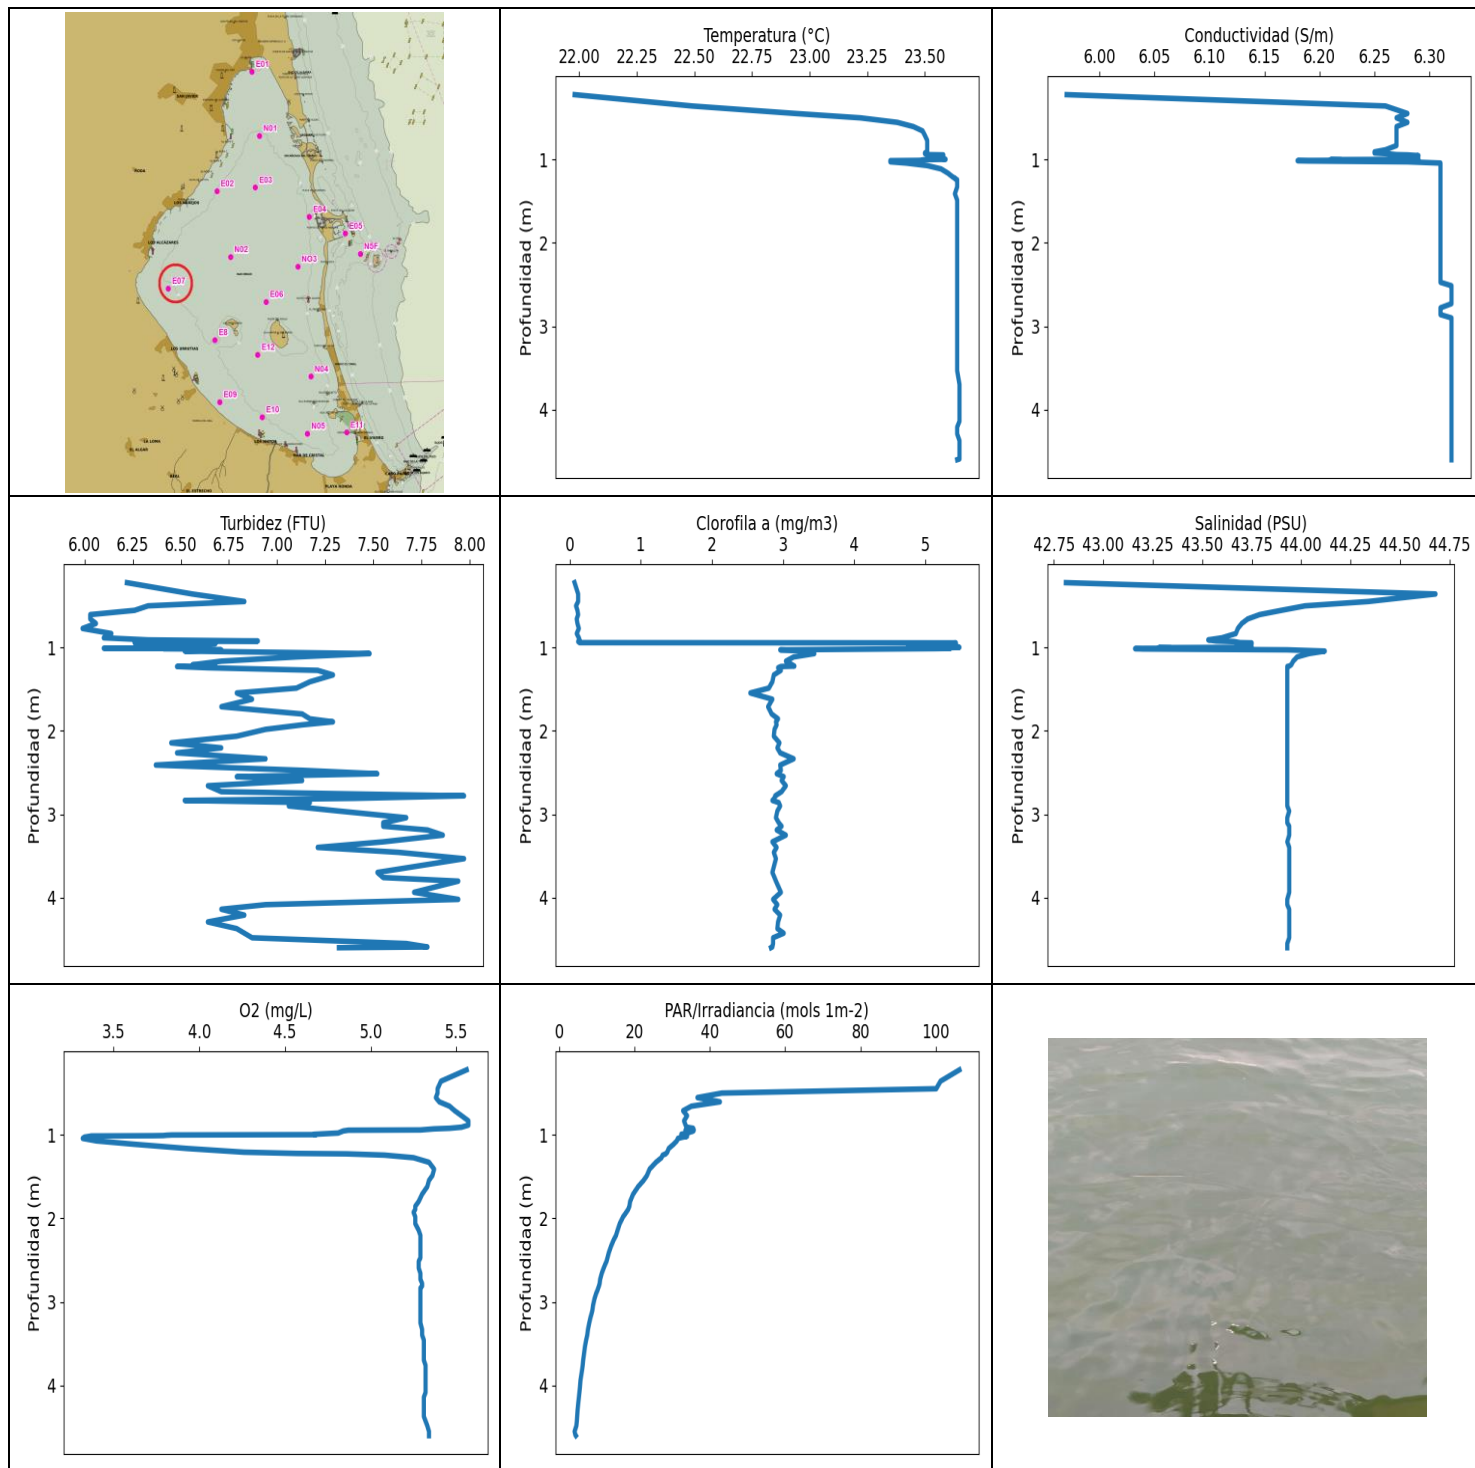 E01
N01
E02
E03
E04
E05
N5F
N02
NO3
E07
E06
E8
E12
N04
E09
E10
N05
E11
Temperatura (°C)
22.00 22.25 22.50 22.75 23.00 23.25 23.50
Profundidad (m)
1
2
3
4
Conductividad (S/m)
6.00 6.05 6.10 6.15 6.20 6.25 6.30
Profundidad (m)
1
2
3
4
Turbidez (FTU)
6.00 6.25 6.50 6.75 7.00 7.25 7.50 7.75 8.00
Profundidad (m)
1
2
3
4
Clorofila a (mg/m3)
0 1 2 3 4 5
Profundidad (m)
1
2
3
4
Salinidad (PSU)
42.75 43.00 43.25 43.50 43.75 44.00 44.25 44.50 44.75
Profundidad (m)
1
2
3
4
O2 (mg/L)
3.5 4.0 4.5 5.0 5.5
Profundidad (m)
1
2
3
4
PAR/Irradiancia (mols 1m-2)
0 20 40 60 80 100
Profundidad (m)
1
2
3
4